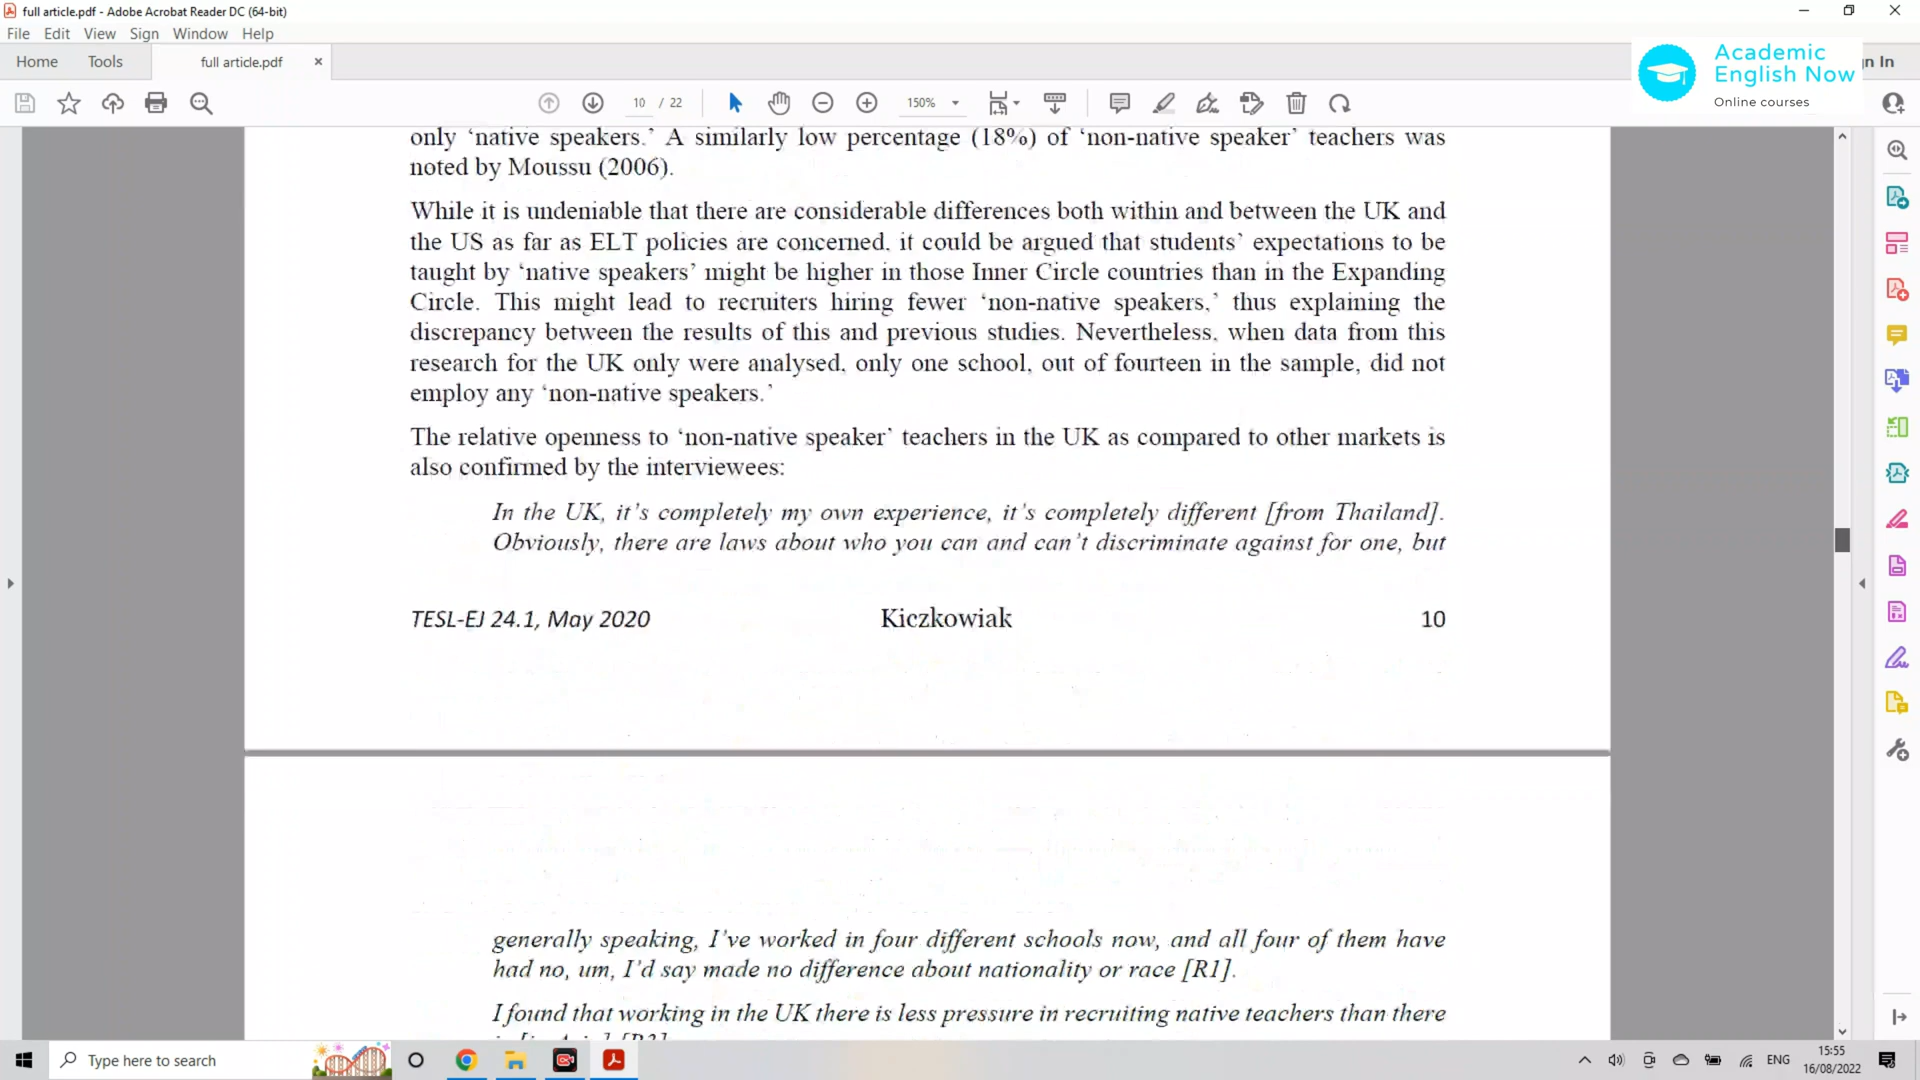 full article.pdf - Adobe Acrobat Reader DC (64-bit)
File Edit View Sign Window Help
Home Tools full article.pdf
Academic
English Now
Online courses
n In
10 / 22
150%
only ‘native speakers.’ A similarly low percentage (18%) of ‘non-native speaker’ teachers was
noted by Moussu (2006).
While it is undeniable that there are considerable differences both within and between the UK and
the US as far as ELT policies are concerned, it could be argued that students’ expectations to be
taught by ‘native speakers’ might be higher in those Inner Circle countries than in the Expanding
Circle. This might lead to recruiters hiring fewer ‘non-native speakers,’ thus explaining the
discrepancy between the results of this and previous studies. Nevertheless, when data from this
research for the UK only were analysed, only one school, out of fourteen in the sample, did not
employ any ‘non-native speakers.’
The relative openness to ‘non-native speaker’ teachers in the UK as compared to other markets is
also confirmed by the interviewees:
In the UK, it’s completely my own experience, it’s completely different [from Thailand].
Obviously, there are laws about who you can and can’t discriminate against for one, but
TESL-EJ 24.1, May 2020 Kiczkowiak 10
generally speaking, I’ve worked in four different schools now, and all four of them have
had no, um, I’d say made no difference about nationality or race [R1].
I found that working in the UK there is less pressure in recruiting native teachers than there
Type here to search
ENG
15:55
16/08/2022